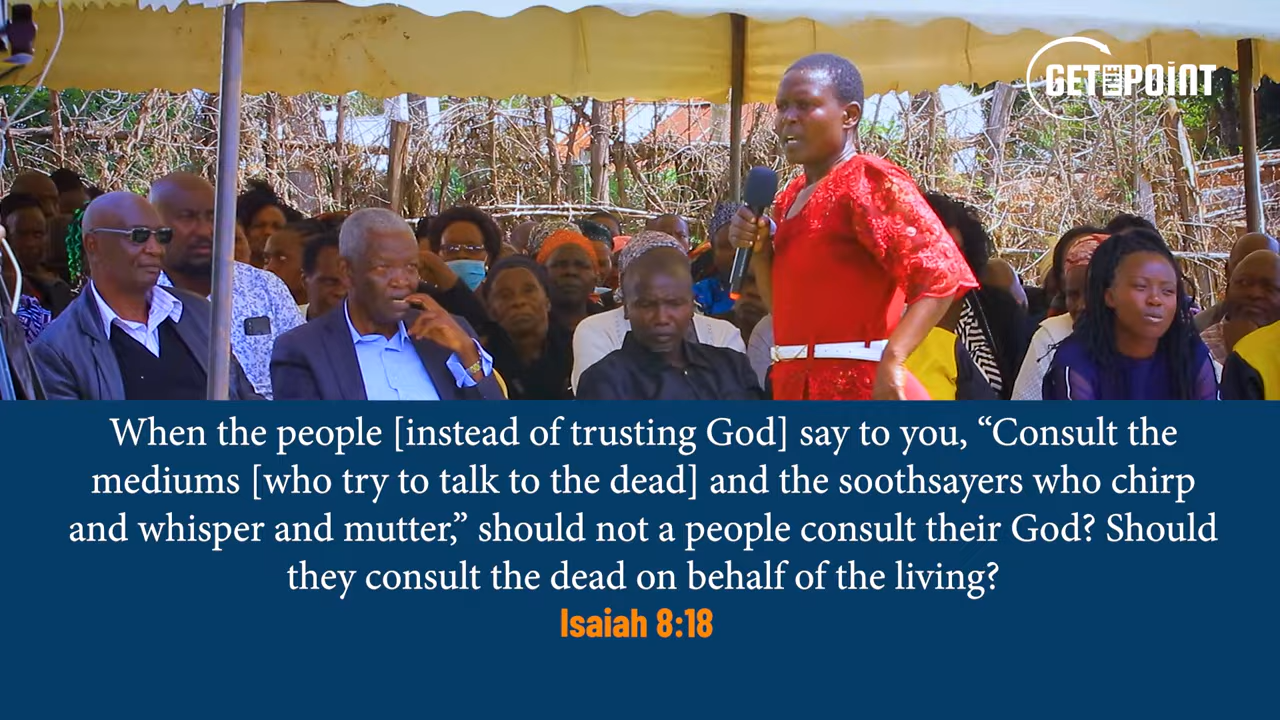 GET THE POINT
When the people [instead of trusting God] say to you, “Consult the
mediums [who try to talk to the dead] and the soothsayers who chirp
and whisper and mutter,” should not a people consult their God? Should
they consult the dead on behalf of the living?
Isaiah 8:18